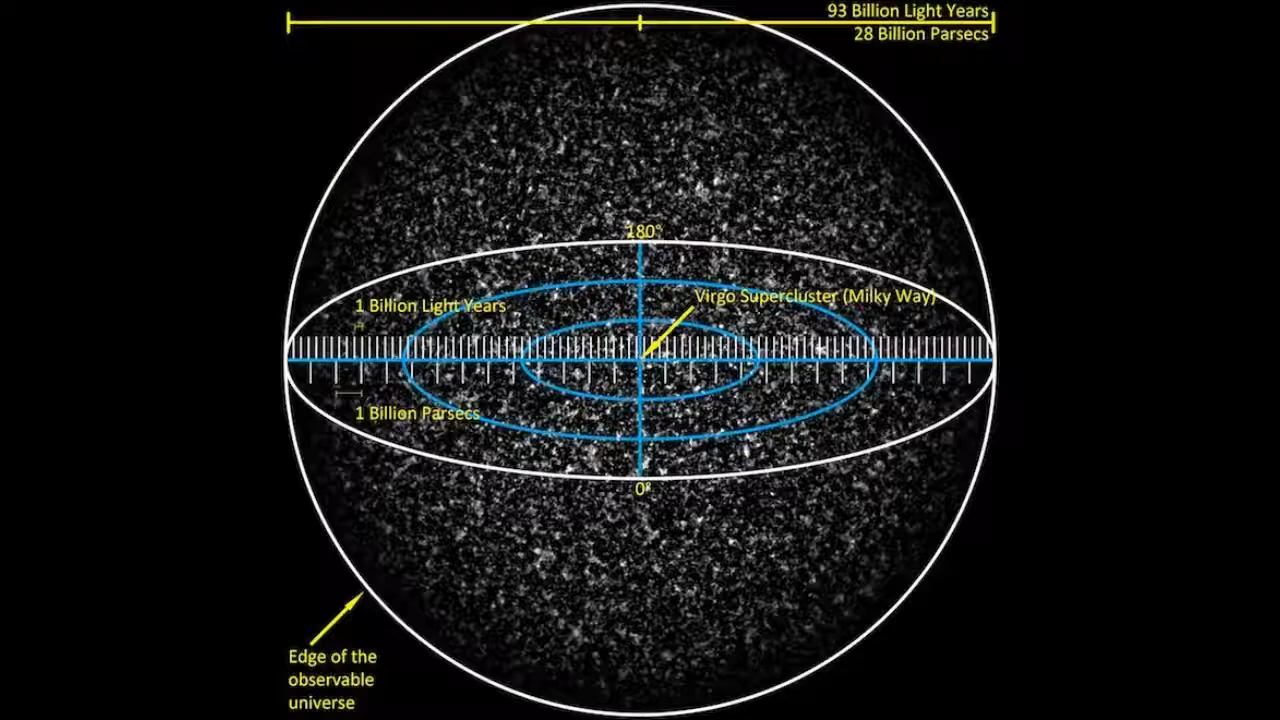 93 Billion Light Years
28 Billion Parsecs
180°
Virgo Supercluster (Milky Way)
1 Billion Light Years
1 Billion Parsecs
0°
Edge of the
observable
universe